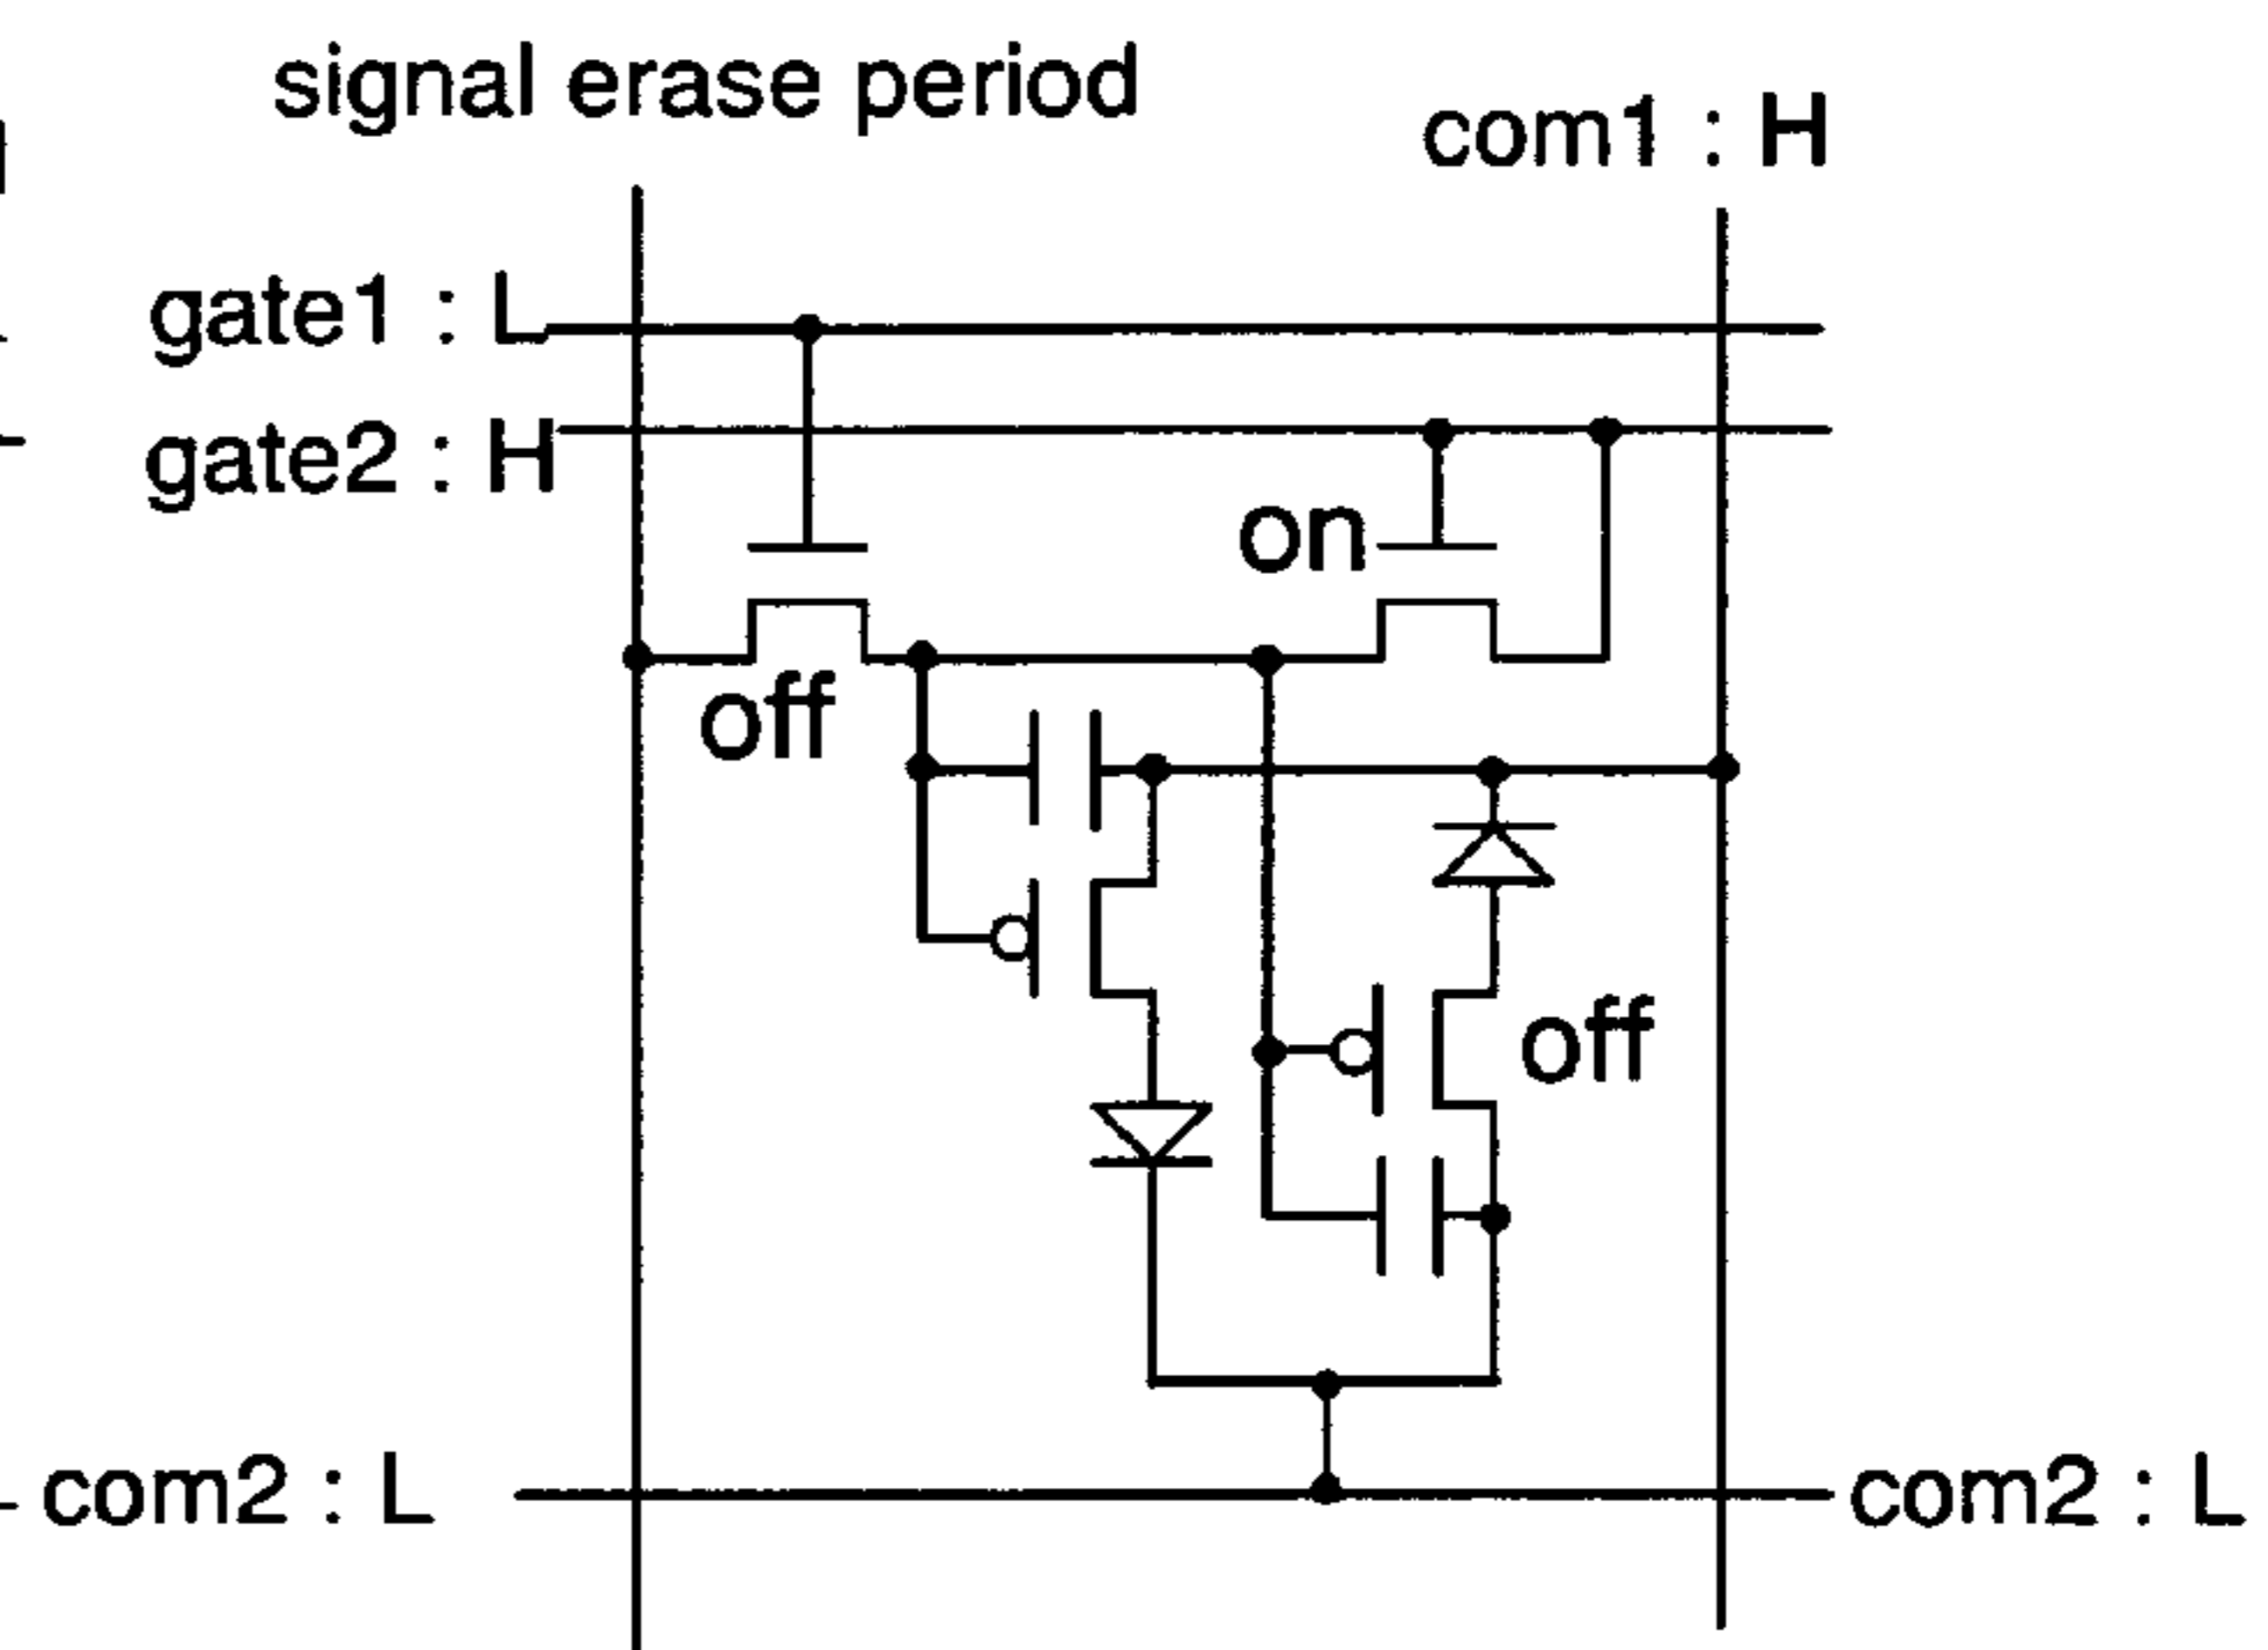 signal erase period
com1 : H
gate1 : L
gate2 : H
on
off
off
com2 : L
com2 : L